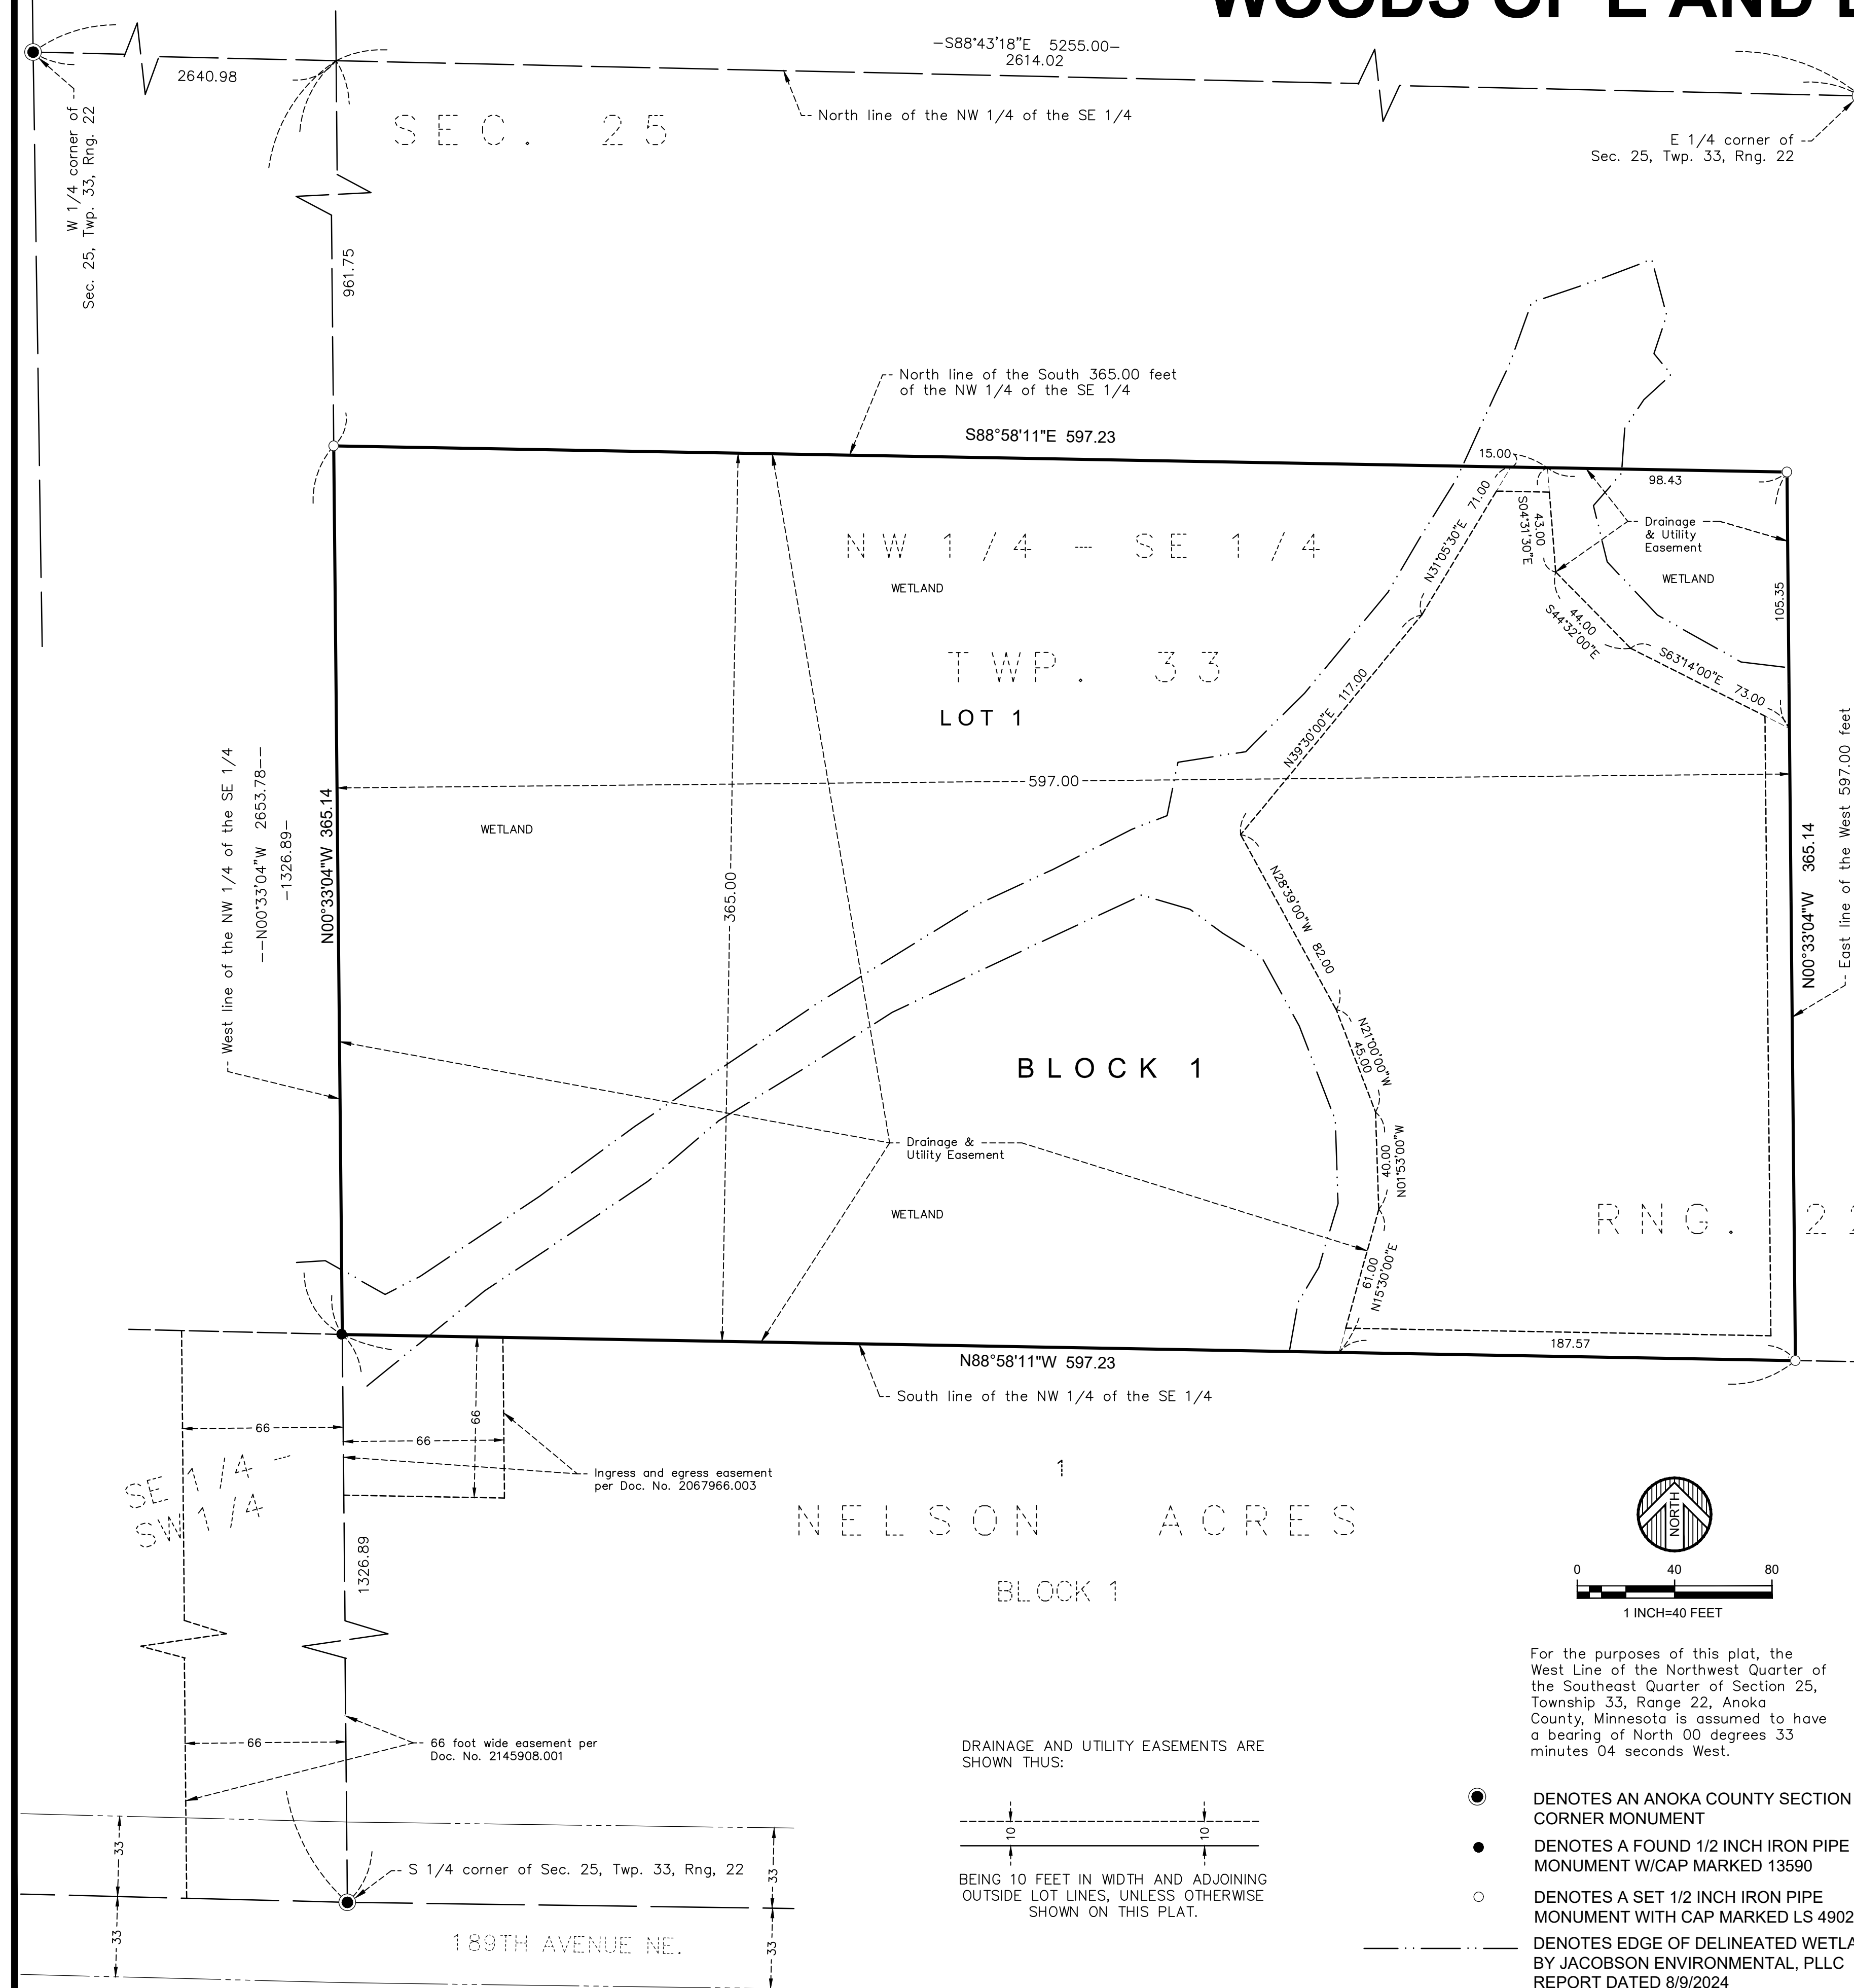 WOODS OF E AND
–S88°43'18"E 5255.00–
2614.02
2640.98
North line of the NW 1/4 of the SE 1/4
SEC. 25
W 1/4 corner of
Sec. 25, Twp. 33, Rng. 22
E 1/4 corner of
Sec. 25, Twp. 33, Rng. 22
961.75
North line of the South 365.00 feet
of the NW 1/4 of the SE 1/4
S88°58'11"E 597.23
15.00
98.43
N31°05'30"E 71.00
S04°31'30"E
43.00
Drainage
& Utility
Easement
NW 1/4 – SE 1/4
WETLAND
WETLAND
105.35
44.00
S44°32'00"E
S63°14'00"E 73.00
TWP. 33
LOT 1
N39°30'00"E 117.00
597.00
West line of the NW 1/4 of the SE 1/4
––N00°33'04"W 2653.78––
–1326.89–
N00°33'04"W 365.14
WETLAND
365.00
N28°39'00"W 82.00
N00°33'04"W 365.14
East line of the West 597.00 feet
N21°00'00"W
45.00
BLOCK 1
Drainage &
Utility Easement
40.00
N01°53'00"W
WETLAND
RNG. 22
61.00
N15°30'00"E
187.57
N88°58'11"W 597.23
South line of the NW 1/4 of the SE 1/4
66
66
66
SE 1/4 –
SW 1/4
Ingress and egress easement
per Doc. No. 2067966.003
1
NELSON ACRES
BLOCK 1
1326.89
NORTH
0 40 80
1 INCH=40 FEET
For the purposes of this plat, the
West Line of the Northwest Quarter of
the Southeast Quarter of Section 25,
Township 33, Range 22, Anoka
County, Minnesota is assumed to have
a bearing of North 00 degrees 33
minutes 04 seconds West.
66
66 foot wide easement per
Doc. No. 2145908.001
DRAINAGE AND UTILITY EASEMENTS ARE
SHOWN THUS:
10
10
BEING 10 FEET IN WIDTH AND ADJOINING
OUTSIDE LOT LINES, UNLESS OTHERWISE
SHOWN ON THIS PLAT.
DENOTES AN ANOKA COUNTY SECTION
CORNER MONUMENT
DENOTES A FOUND 1/2 INCH IRON PIPE
MONUMENT W/CAP MARKED 13590
DENOTES A SET 1/2 INCH IRON PIPE
MONUMENT WITH CAP MARKED LS 4902
DENOTES EDGE OF DELINEATED
BY JACOBSON ENVIRONMENTAL, PLLC
REPORT DATED 8/9/2024
33
33
S 1/4 corner of Sec. 25, Twp. 33, Rng, 22
33
33
189TH AVENUE NE.